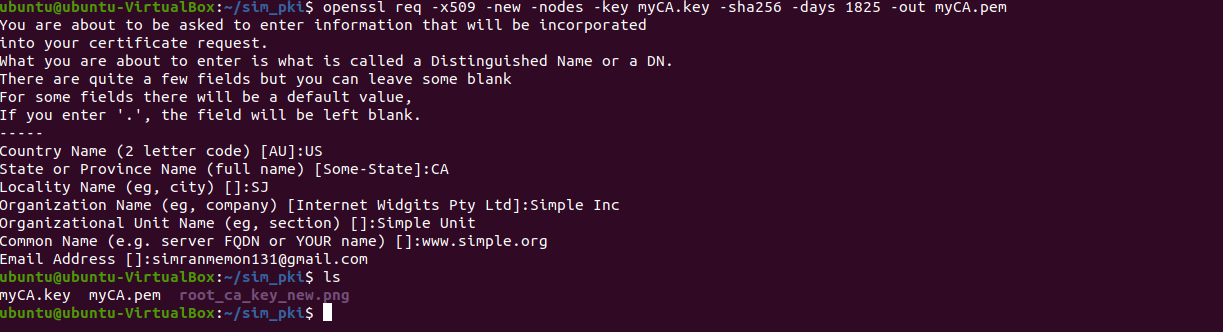 ubuntu@ubuntu-VirtualBox:~/sim_pki$ openssl req -x509 -new -nodes -key myCA.key -sha256 -days 1825 -out myCA.pem
You are about to be asked to enter information that will be incorporated
into your certificate request.
What you are about to enter is what is called a Distinguished Name or a DN.
There are quite a few fields but you can leave some blank
For some fields there will be a default value,
If you enter '.', the field will be left blank.
-----
Country Name (2 letter code) [AU]:US
State or Province Name (full name) [Some-State]:CA
Locality Name (eg, city) []:SJ
Organization Name (eg, company) [Internet Widgits Pty Ltd]:Simple Inc
Organizational Unit Name (eg, section) []:Simple Unit
Common Name (e.g. server FQDN or YOUR name) []:www.simple.org
Email Address []:simranmemon131@gmail.com
ubuntu@ubuntu-VirtualBox:~/sim_pki$ ls
myCA.key  myCA.pem  root_ca_key_new.png
ubuntu@ubuntu-VirtualBox:~/sim_pki$